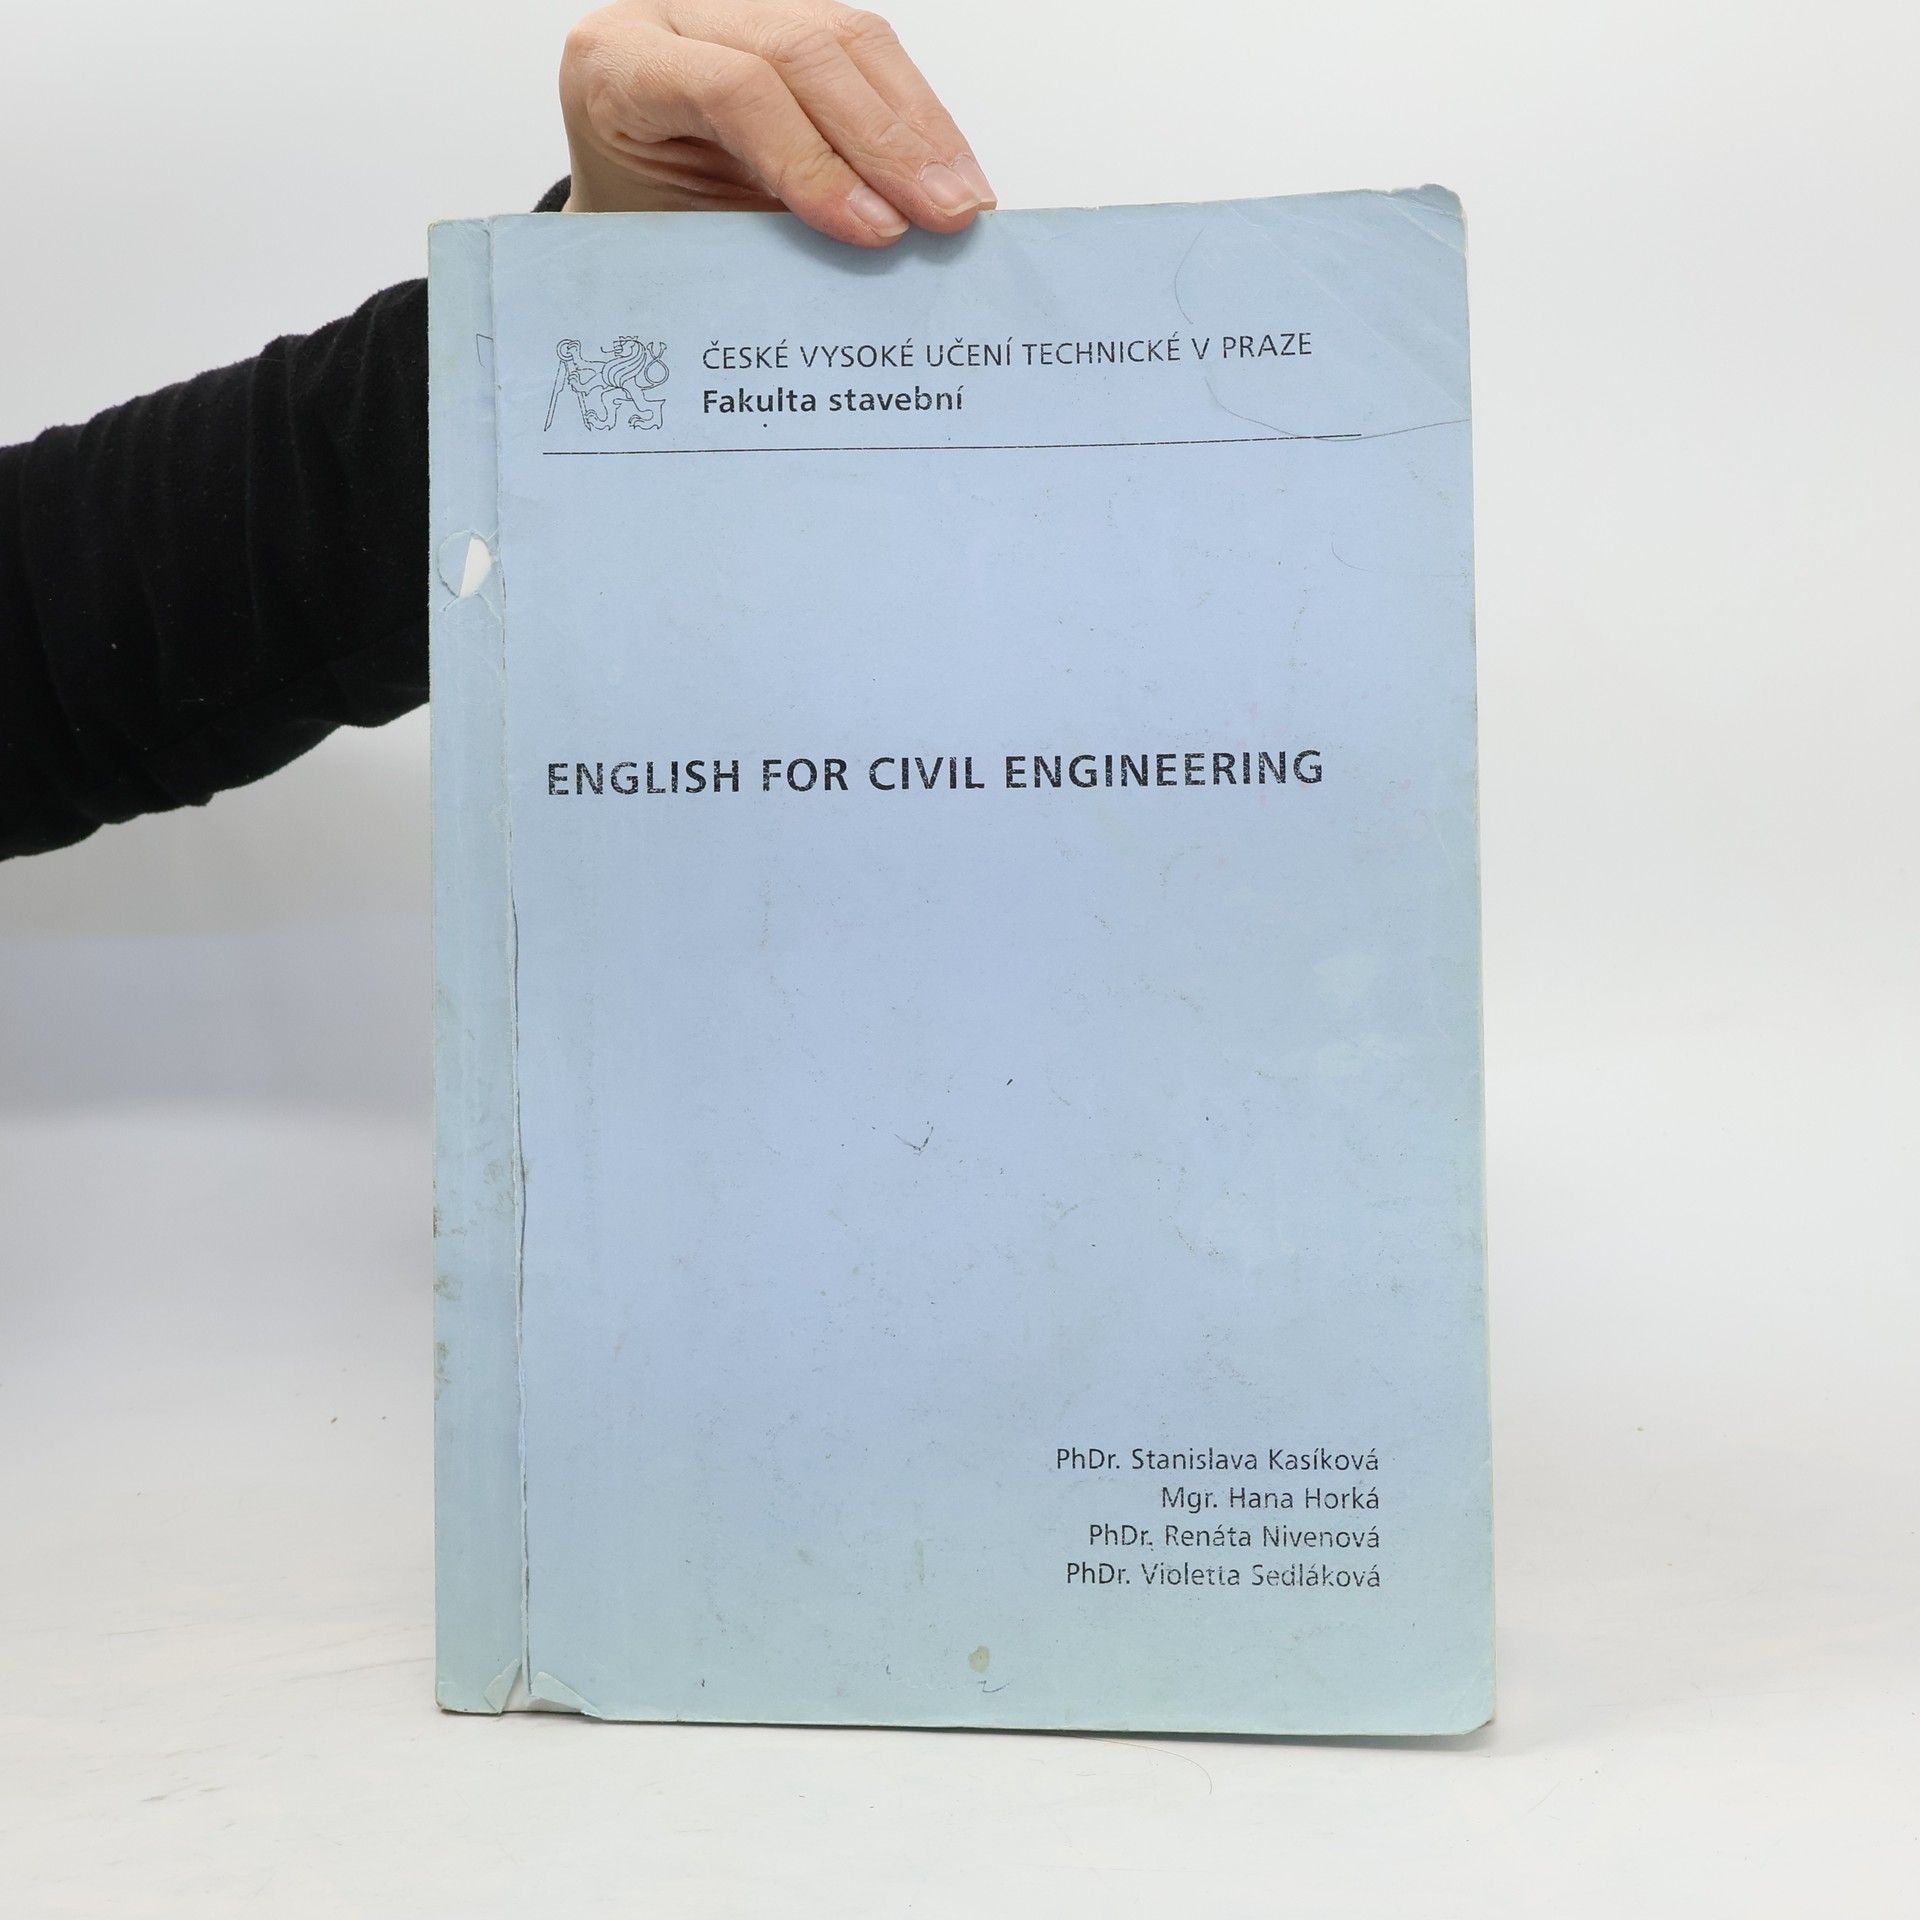 ČESKÉ VYSOKÉ UČENÍ TECHNICKÉ V PRAZE
Fakulta stavební
ENGLISH FOR CIVIL ENGINEERING
PhDr. Stanislava Kasíková
Mgr. Hana Horká
PhDr. Renáta Nivenová
PhDr. Violetta Sedláková